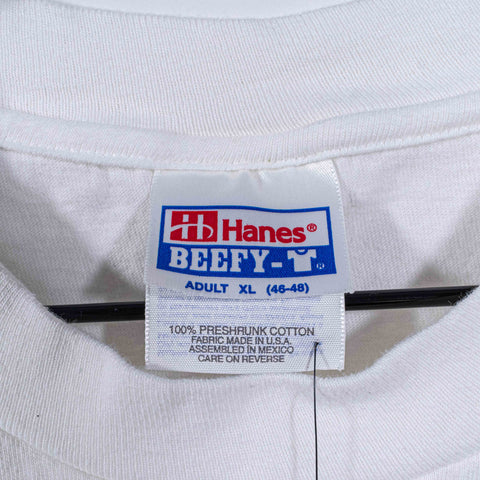 Hanes®
BEEFY-T®
ADULT XL (46-48)
100% PRESHRUNK COTTON
FABRIC MADE IN U.S.A.
ASSEMBLED IN MEXICO
CARE ON REVERSE